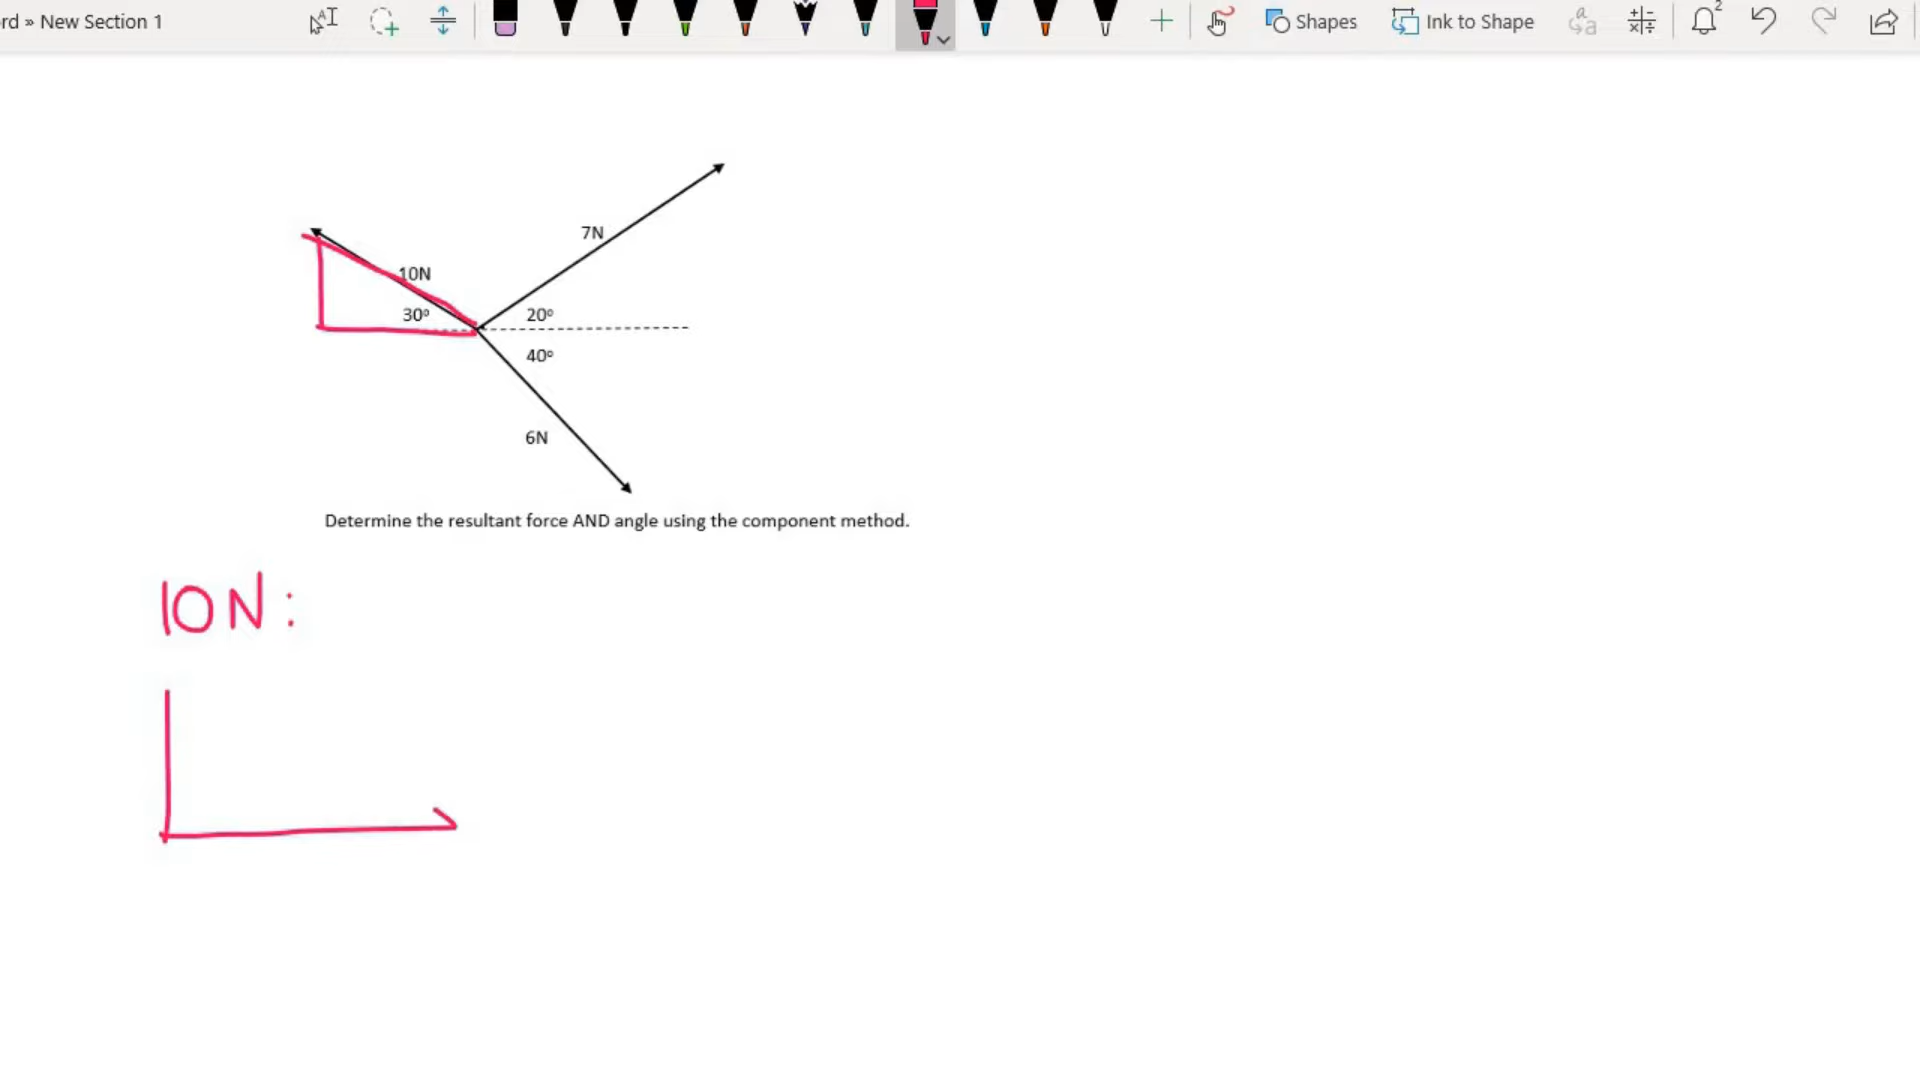 rd » New Section 1
2
Shapes
Ink to Shape
7N
10N
30°
20°
40°
6N
Determine the resultant force AND angle using the component method.
10N: